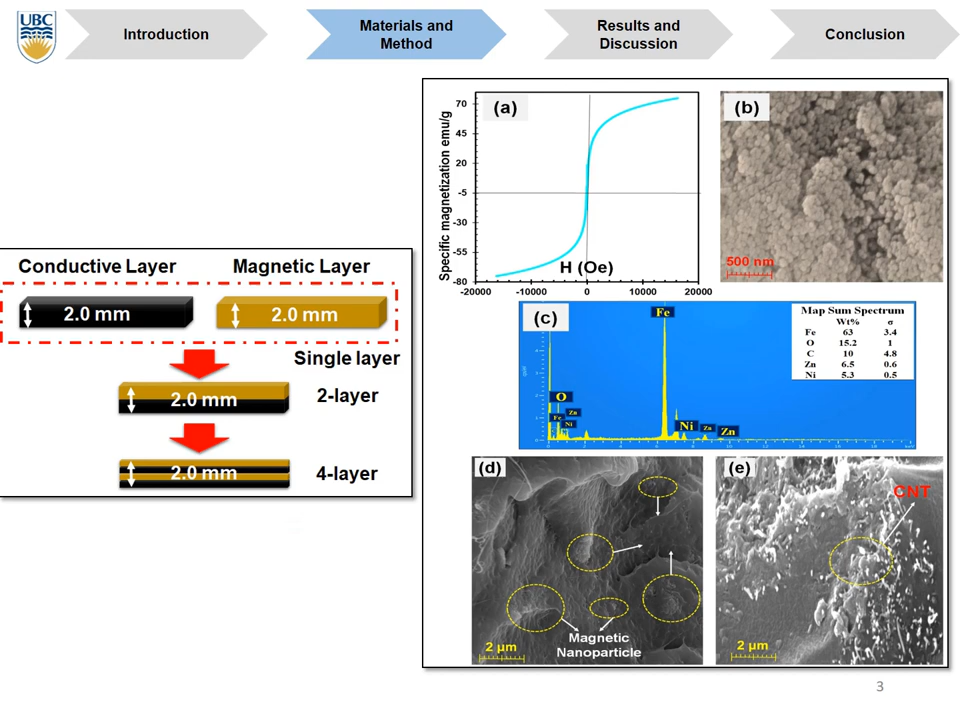 UBC
Introduction
Materials and
Method
Results and
Discussion
Conclusion
Conductive Layer
Magnetic Layer
2.0 mm
2.0 mm
Single layer
2.0 mm
2-layer
2.0 mm
4-layer
(a)
Specific magnetization emu/g
70
45
20
-5
-30
-55
-80
H (Oe)
-20000
-10000
0
10000
20000
(b)
500 nm
(c)
Fe
O
Fe
Zn
Ni
Ni
Zn
Zn
Map Sum Spectrum
Wt% σ
Fe 63 3.4
O 15.2 1
C 10 4.8
Zn 6.5 0.6
Ni 5.3 0.5
(d)
Magnetic
Nanoparticle
2 µm
(e)
CNT
2 µm
3